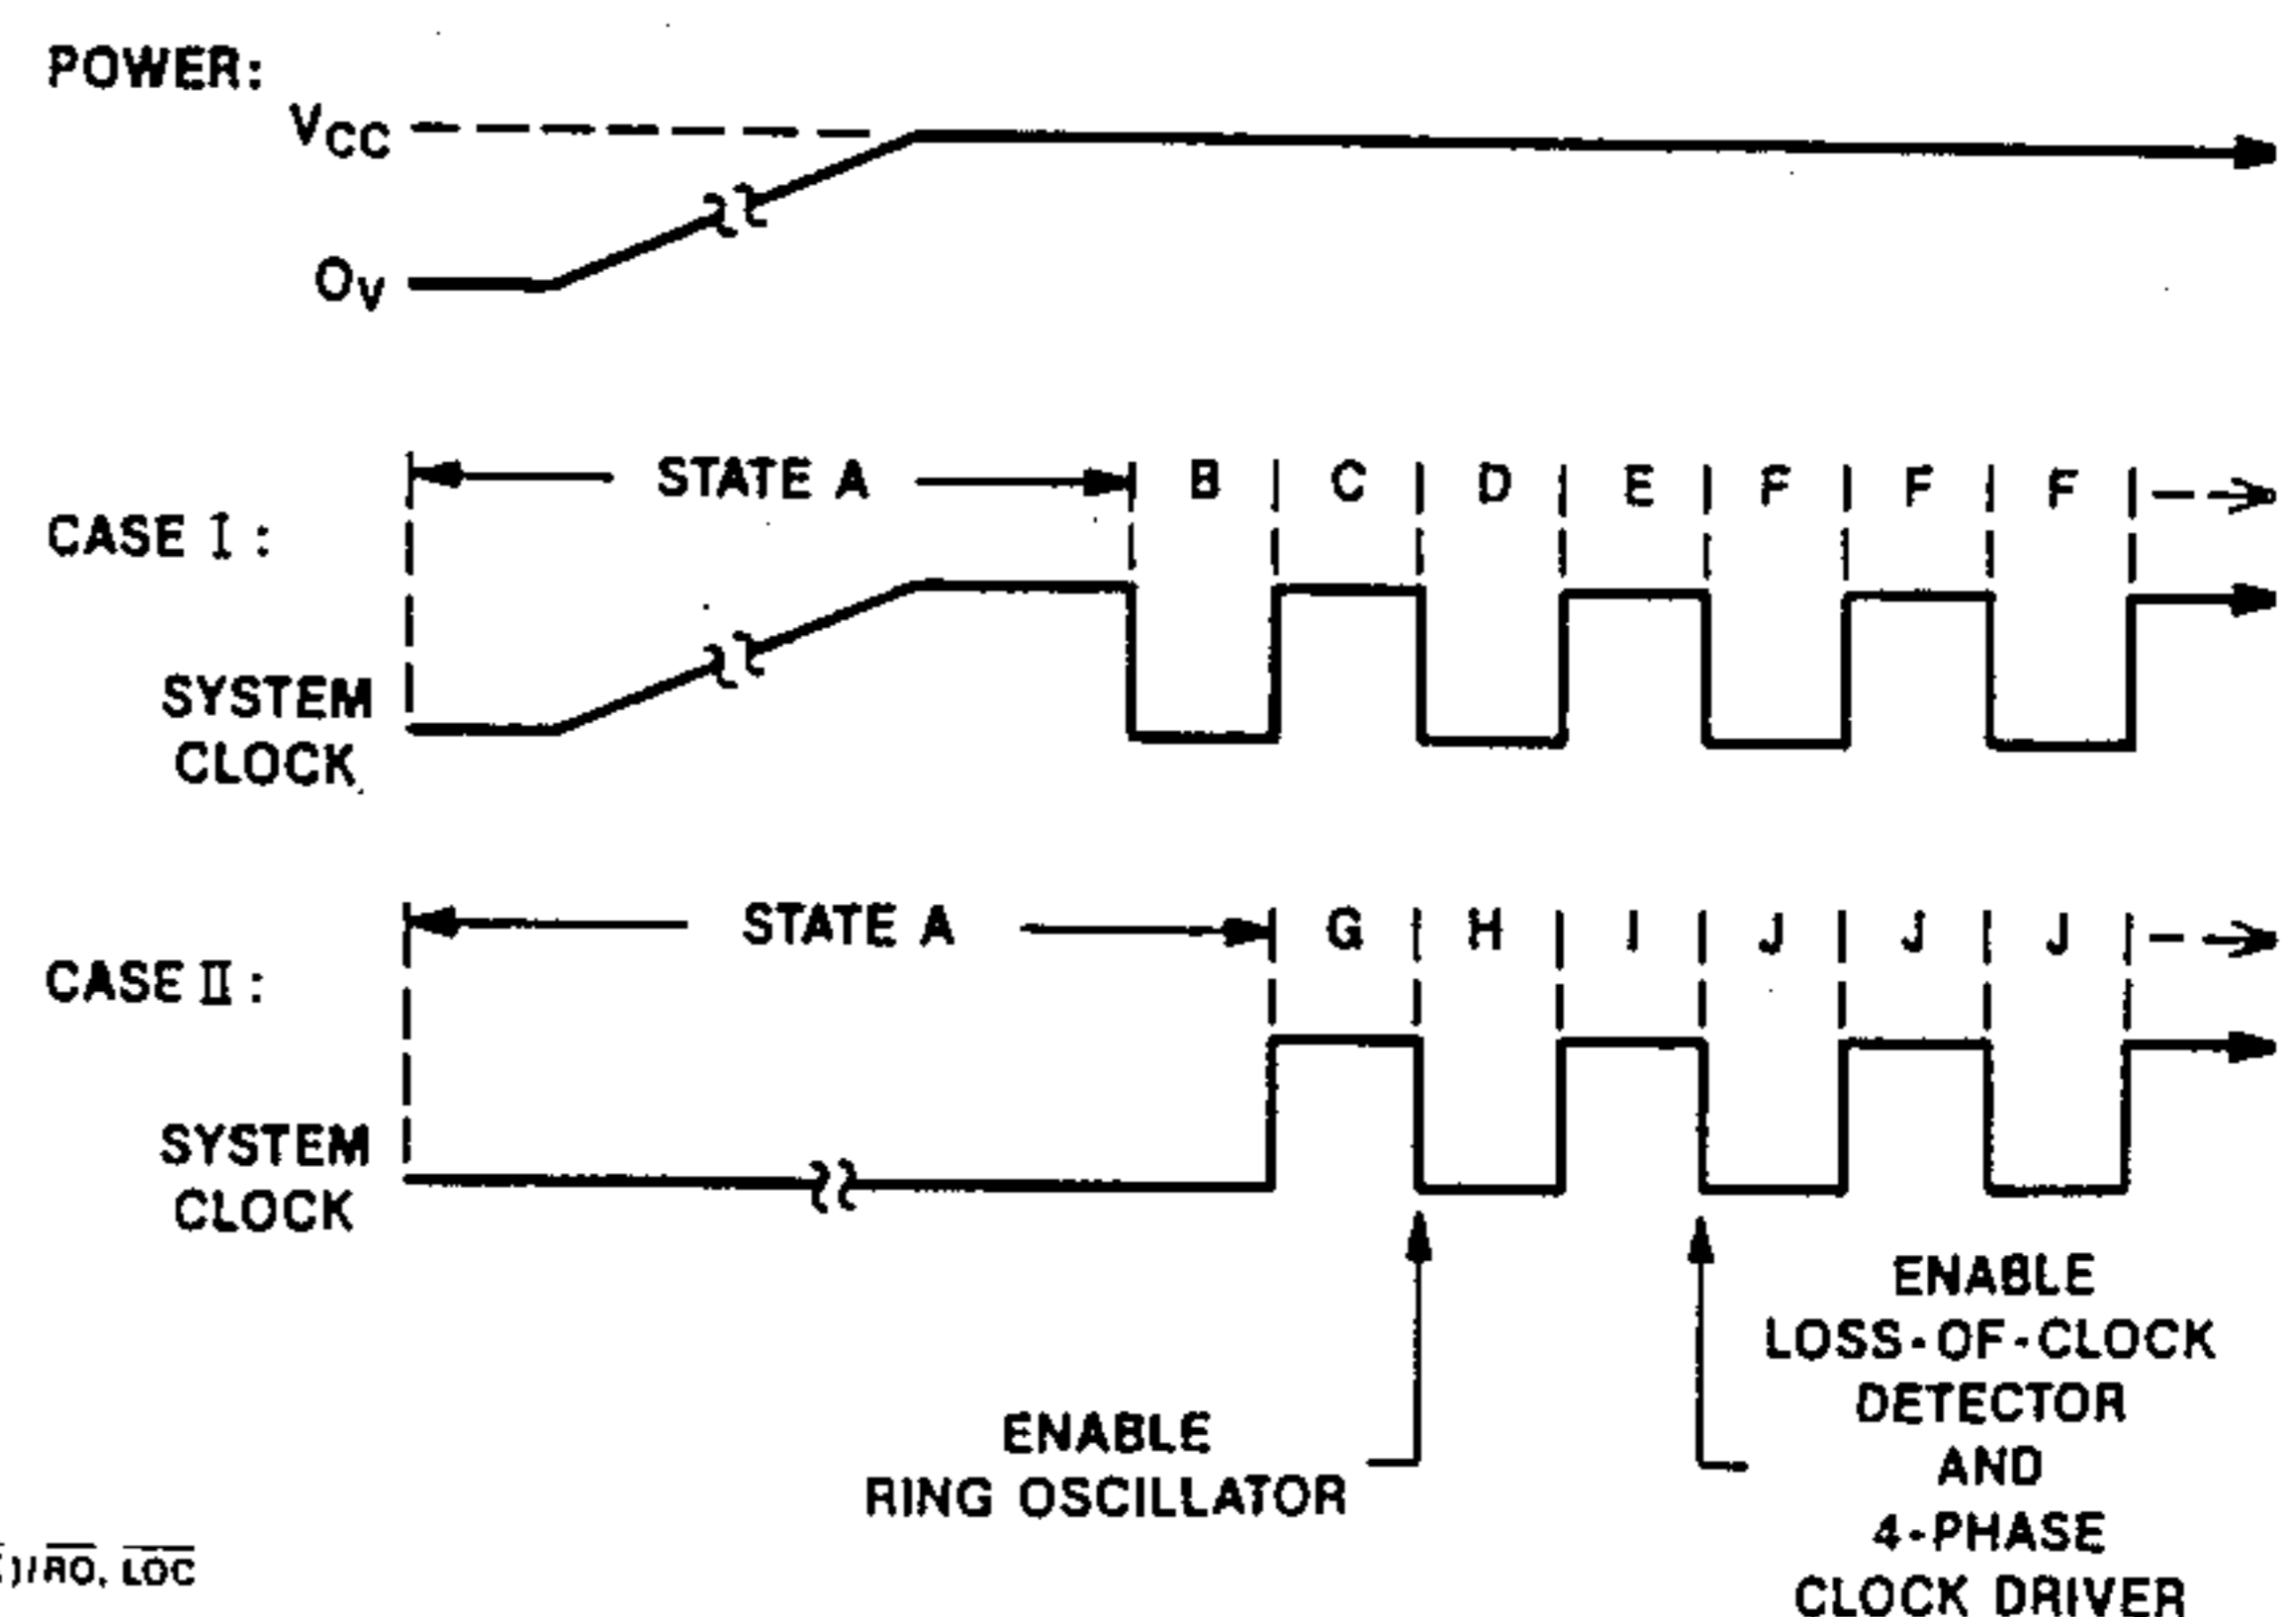 POWER:
VCC
OV
STATE A B C D E F F F
CASE I :
SYSTEM
CLOCK
STATE A G H I J J J
CASE II :
SYSTEM
CLOCK
ENABLE
RING OSCILLATOR
ENABLE
LOSS-OF-CLOCK
DETECTOR
AND
4-PHASE
CLOCK DRIVER
RO, LOC